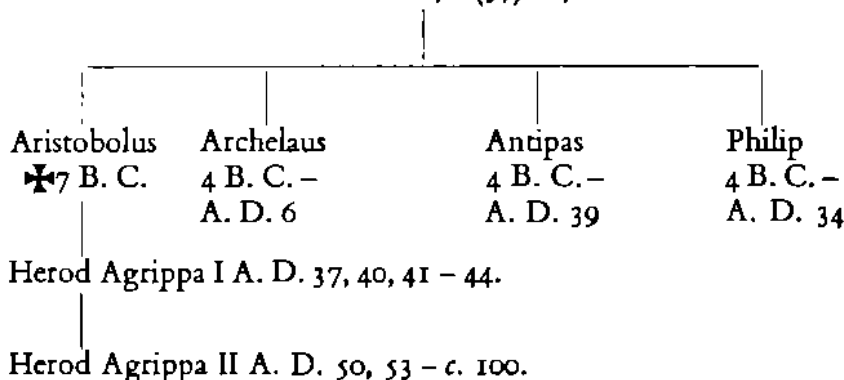 Aristobolus Archelaus Antipas Philip
✠7 B. C. 4 B. C. – 4 B. C. – 4 B. C. –
A. D. 6 A. D. 39 A. D. 34
Herod Agrippa I A. D. 37, 40, 41 – 44.
Herod Agrippa II A. D. 50, 53 – c. 100.